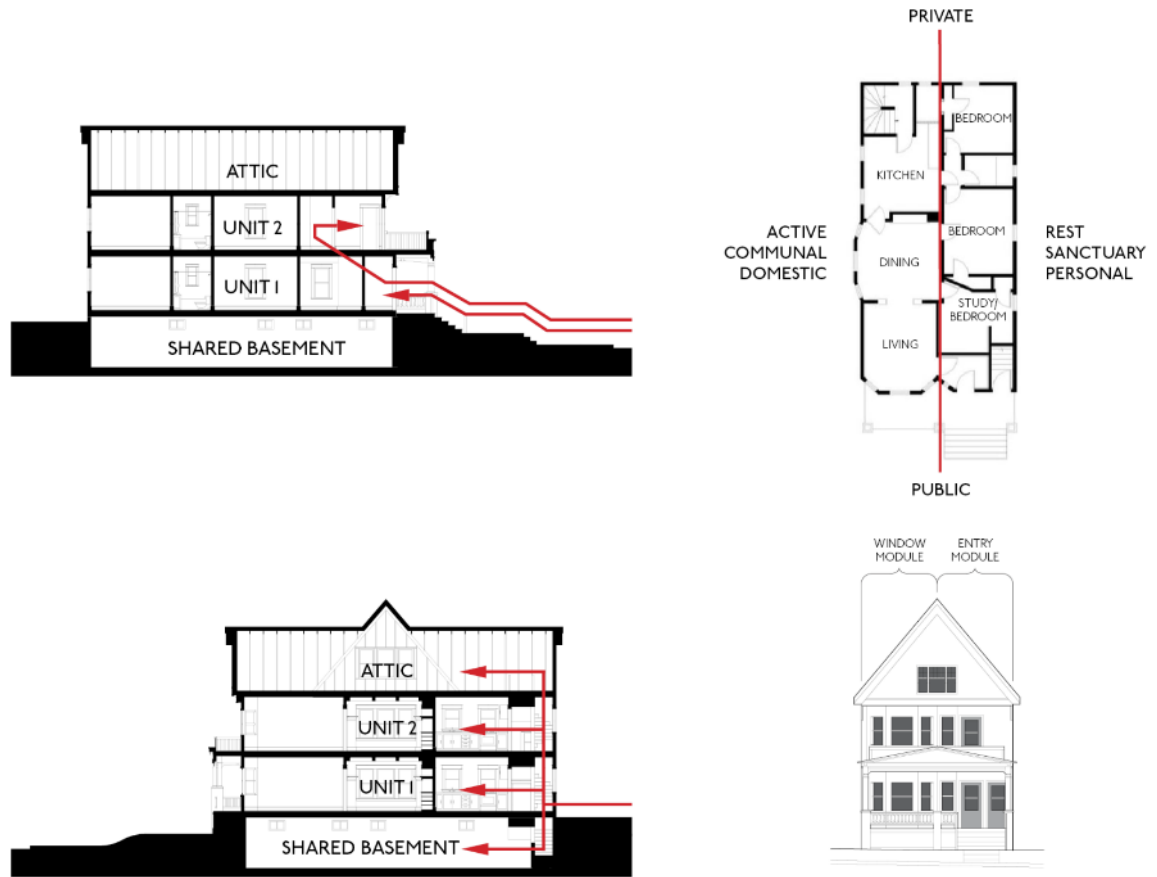 ATTIC
UNIT 2
UNIT 1
SHARED BASEMENT
PRIVATE
BEDROOM
KITCHEN
ACTIVE
COMMUNAL
DOMESTIC
BEDROOM
DINING
REST
SANCTUARY
PERSONAL
STUDY/
BEDROOM
LIVING
PUBLIC
ATTIC
UNIT 2
UNIT 1
SHARED BASEMENT
WINDOW
MODULE
ENTRY
MODULE